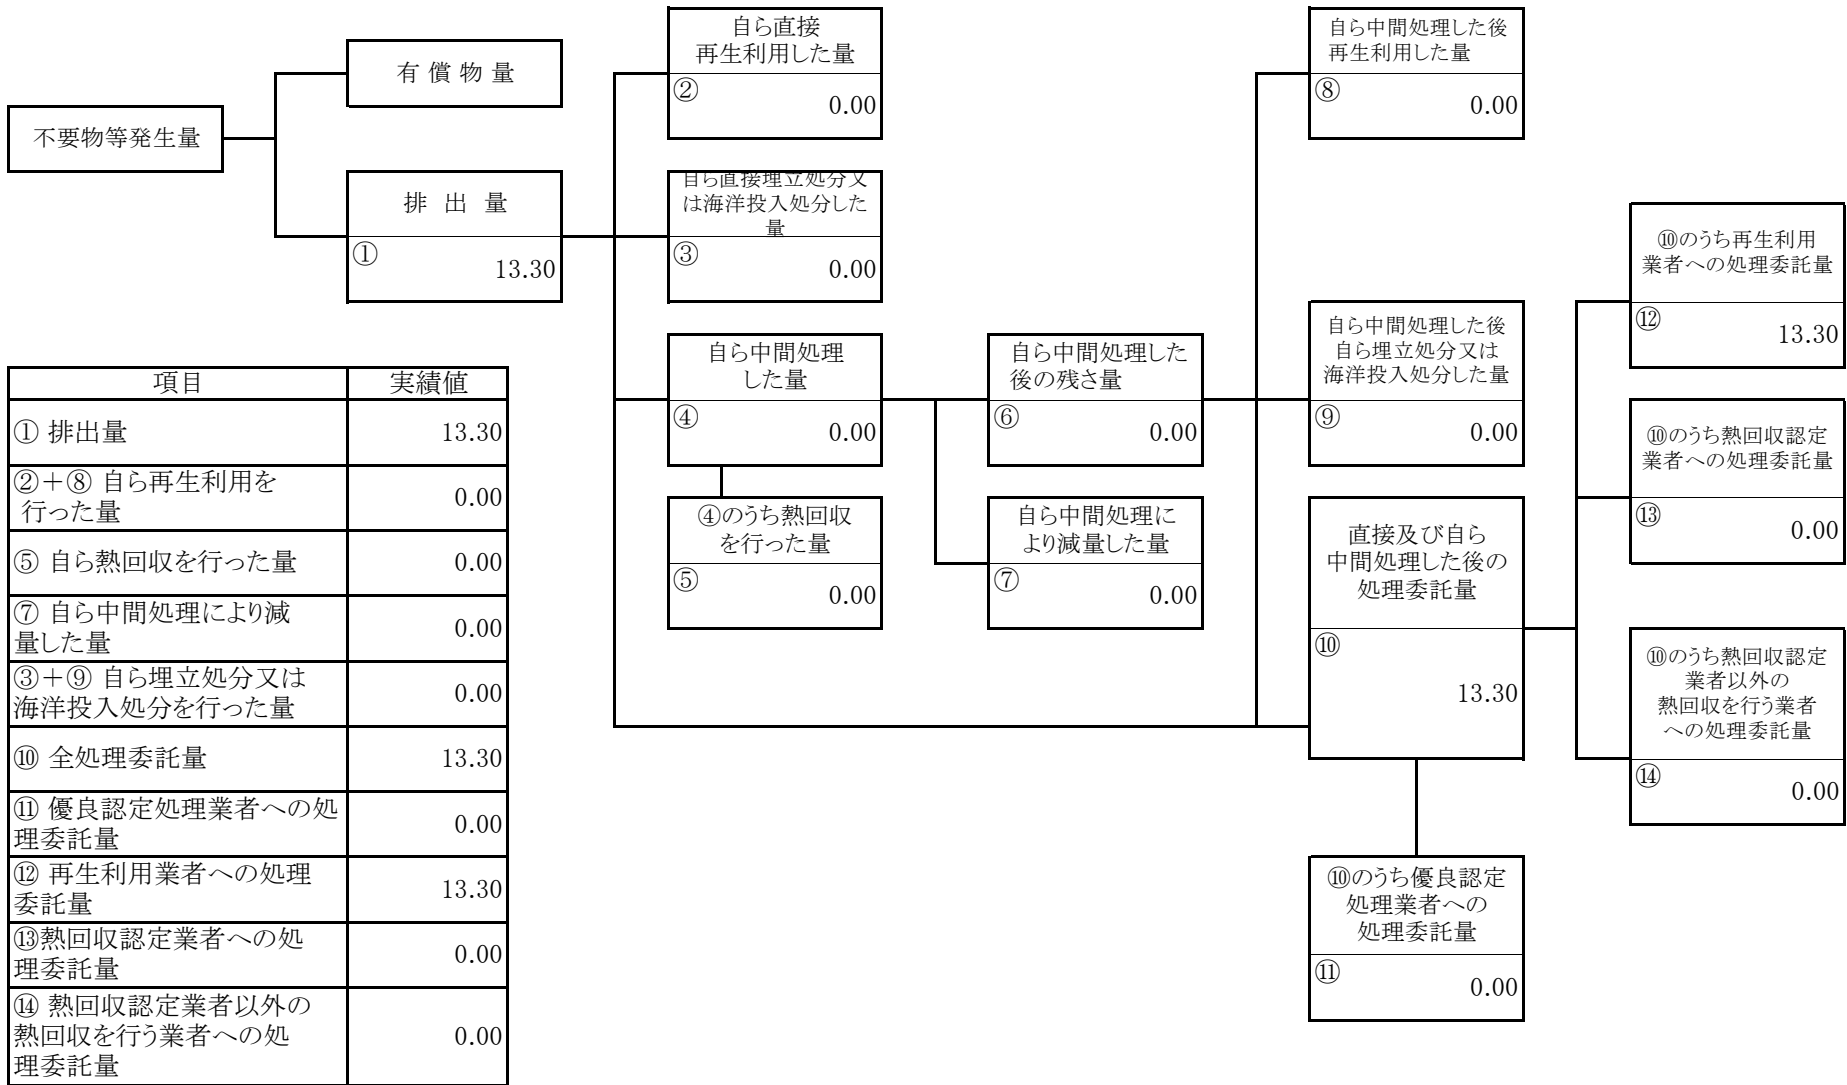 自ら直接
再生利用した量
②
0.00
自ら中間処理した後
再生利用した量
⑧
0.00
有 償 物 量
不要物等発生量
排 出 量
①
13.30
自ら直接埋立処分又
は海洋投入処分した
量
③
0.00
⑩のうち再生利用
業者への処理委託量
⑫
13.30
自ら中間処理
した量
④
0.00
自ら中間処理した
後の残さ量
⑥
0.00
自ら中間処理した後
自ら埋立処分又は
海洋投入処分した量
⑨
0.00
⑩のうち熱回収認定
業者への処理委託量
⑬
0.00
④のうち熱回収
を行った量
⑤
0.00
自ら中間処理に
より減量した量
⑦
0.00
直接及び自ら
中間処理した後の
処理委託量
⑩
13.30
⑩のうち熱回収認定
業者以外の
熱回収を行う業者
への処理委託量
⑭
0.00
⑩のうち優良認定
処理業者への
処理委託量
⑪
0.00
項目 実績値
① 排出量 13.30
②＋⑧ 自ら再生利用を
行った量 0.00
⑤ 自ら熱回収を行った量 0.00
⑦ 自ら中間処理により減
量した量 0.00
③＋⑨ 自ら埋立処分又は
海洋投入処分を行った量 0.00
⑩ 全処理委託量 13.30
⑪ 優良認定処理業者への処
理委託量 0.00
⑫ 再生利用業者への処理
委託量 13.30
⑬熱回収認定業者への処
理委託量 0.00
⑭ 熱回収認定業者以外の
熱回収を行う業者への処
理委託量 0.00